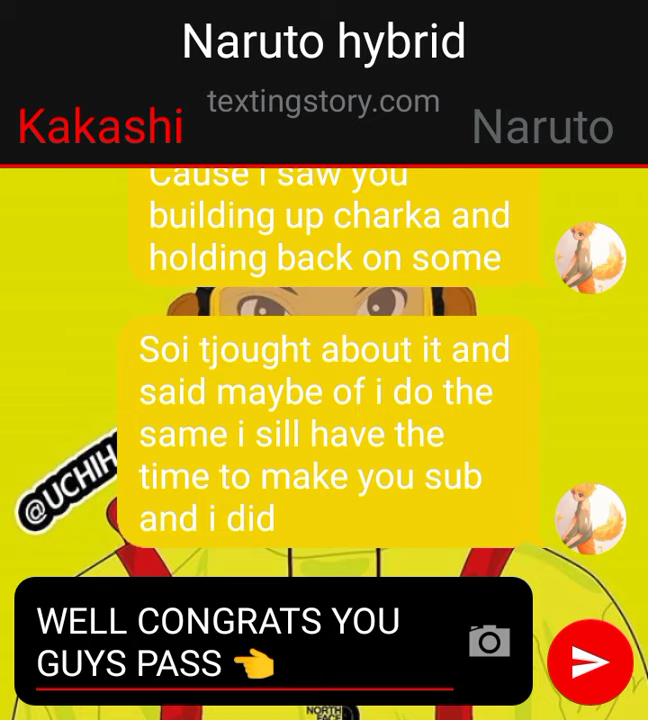 Naruto hybrid
textingstory.com
Kakashi
Naruto
Cause i saw you
building up charka and
holding back on some
Soi tjought about it and
said maybe of i do the
same i sill have the
time to make you sub
and i did
@UCHIH
WELL CONGRATS YOU
GUYS PASS 👈
NORTH
FACE